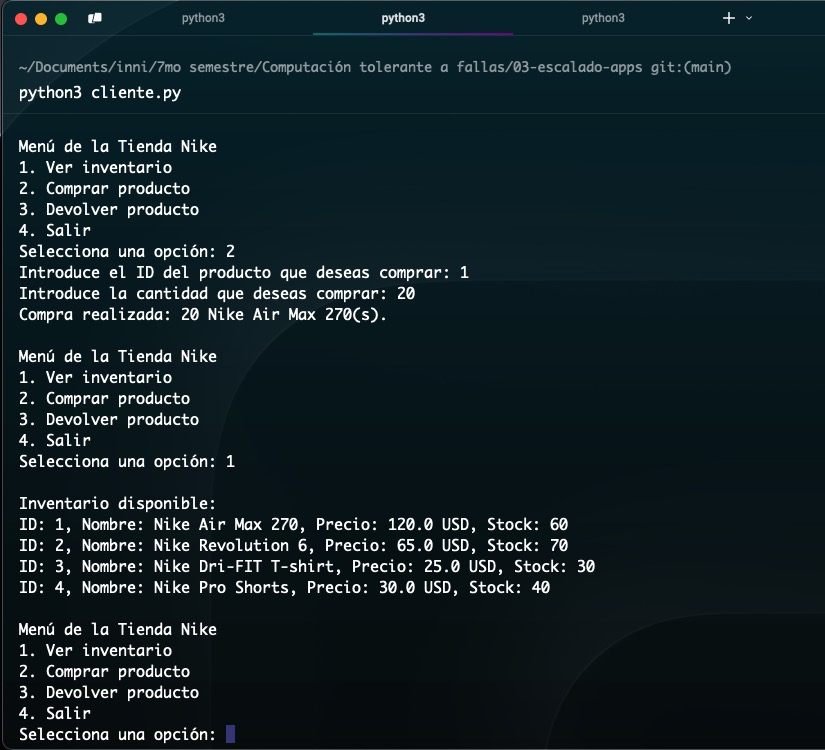 python3 python3 python3
~/Documents/inni/7mo semestre/Computación tolerante a fallas/03-escalado-apps git:(main)
python3 cliente.py
Menú de la Tienda Nike
1. Ver inventario
2. Comprar producto
3. Devolver producto
4. Salir
Selecciona una opción: 2
Introduce el ID del producto que deseas comprar: 1
Introduce la cantidad que deseas comprar: 20
Compra realizada: 20 Nike Air Max 270(s).
Menú de la Tienda Nike
1. Ver inventario
2. Comprar producto
3. Devolver producto
4. Salir
Selecciona una opción: 1
Inventario disponible:
ID: 1, Nombre: Nike Air Max 270, Precio: 120.0 USD, Stock: 60
ID: 2, Nombre: Nike Revolution 6, Precio: 65.0 USD, Stock: 70
ID: 3, Nombre: Nike Dri-FIT T-shirt, Precio: 25.0 USD, Stock: 30
ID: 4, Nombre: Nike Pro Shorts, Precio: 30.0 USD, Stock: 40
Menú de la Tienda Nike
1. Ver inventario
2. Comprar producto
3. Devolver producto
4. Salir
Selecciona una opción: